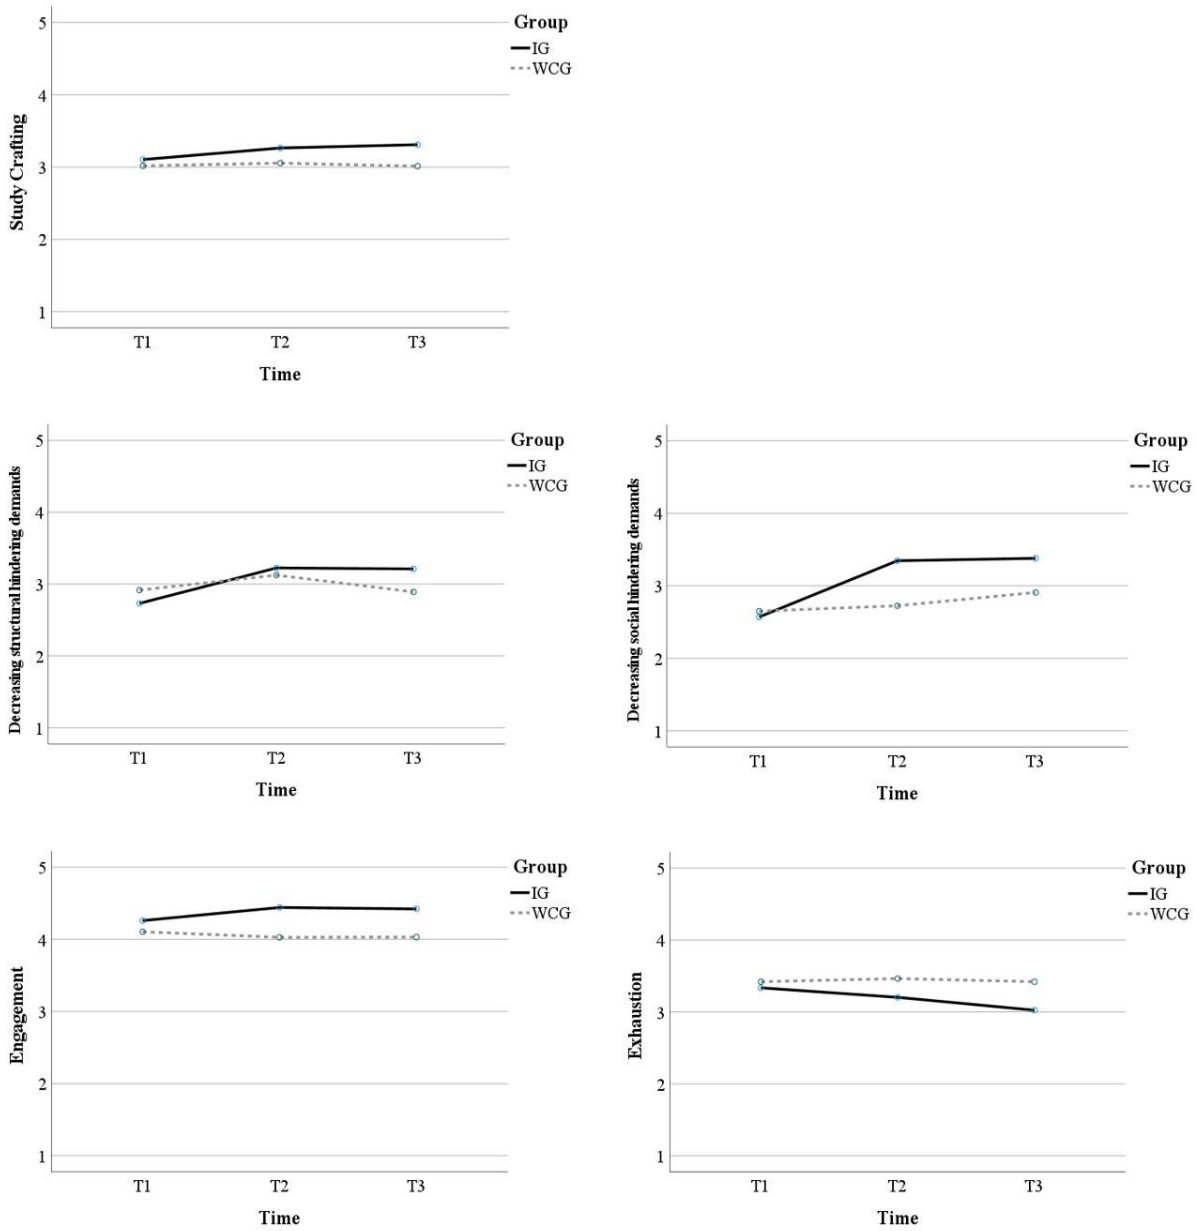 5
4
3
2
1
Study Crafting
T1 T2 T3
Time
Group
IG
WCG
5
4
3
2
1
Decreasing structural hindering demands
T1 T2 T3
Time
Group
IG
WCG
5
4
3
2
1
Decreasing social hindering demands
T1 T2 T3
Time
Group
IG
WCG
5
4
3
2
1
Engagement
T1 T2 T3
Time
Group
IG
WCG
5
4
3
2
1
Exhaustion
T1 T2 T3
Time
Group
IG
WCG